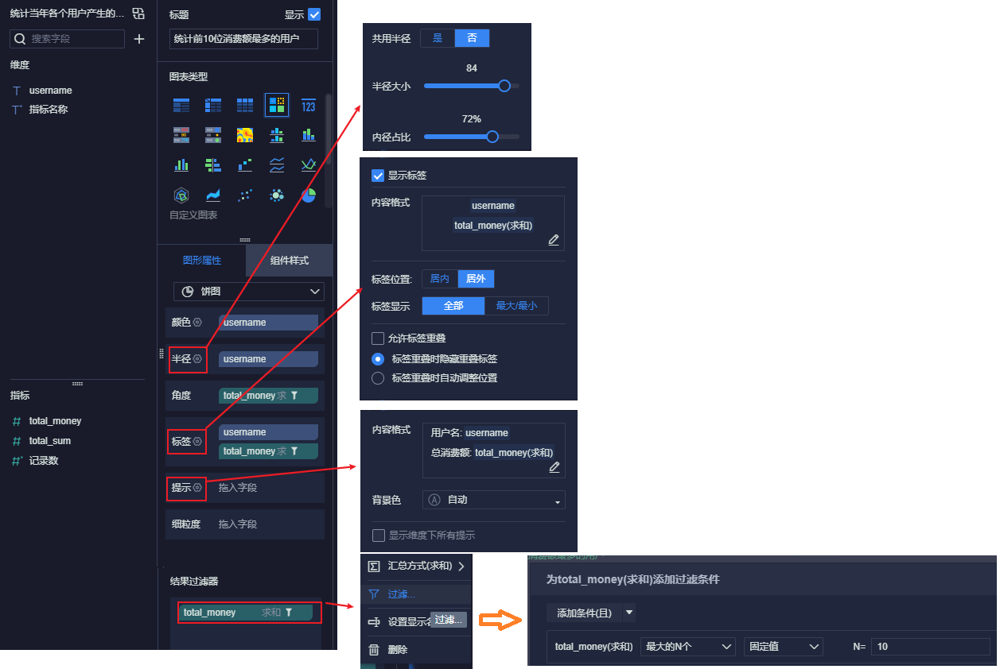 统计当年各个用户产生的...
搜索字段
维度
T username
T* 指标名称
指标
# total_money
# total_sum
#* 记录数
标题
显示
统计前10位消费额最多的用户
图表类型
123
90
自定义图表
图形属性
组件样式
饼图
颜色
username
半径
username
角度
total_money 求
标签
username
total_money 求
提示
拖入字段
细粒度
拖入字段
结果过滤器
total_money 求和
共用半径
是
否
84
半径大小
72%
内径占比
显示标签
内容格式
username
total_money(求和)
标签位置:
居内
居外
标签显示
全部
最大/最小
允许标签重叠
标签重叠时隐藏重叠标签
标签重叠时自动调整位置
内容格式
用户名: username
总消费额: total_money(求和)
背景色
A 自动
显示维度下所有提示
汇总方式(求和)
过滤...
设置显示名
过滤...
删除
消费额最多的用户
为total_money(求和)添加过滤条件
添加条件(且)
total_money(求和)
最大的N个
固定值
N=
10